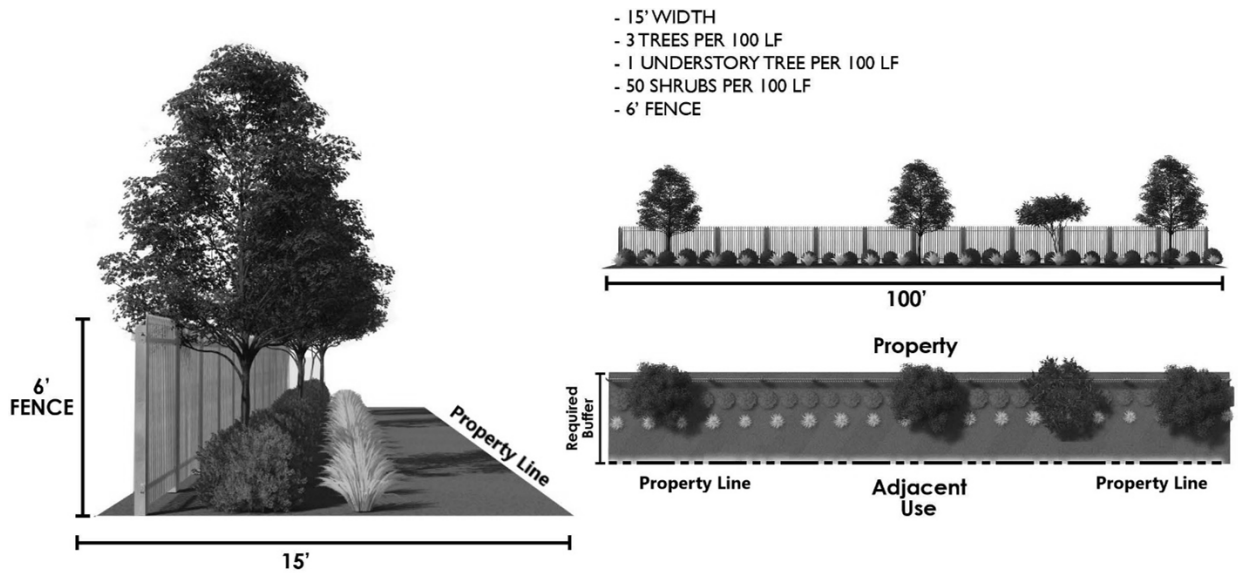 - 15' WIDTH
- 3 TREES PER 100 LF
- 1 UNDERSTORY TREE PER 100 LF
- 50 SHRUBS PER 100 LF
- 6' FENCE
6'
FENCE
Property Line
15'
100'
Property
Required
Buffer
Property Line
Adjacent
Use
Property Line